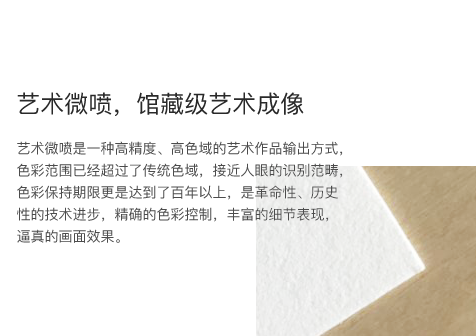 艺术微喷，馆藏级艺术成像
艺术微喷是一种高精度、高色域的艺术作品输出方式，
色彩范围已经超过了传统色域，接近人眼的识别范畴，
色彩保持期限更是达到了百年以上，是革命性、历史
性的技术进步，精确的色彩控制，丰富的细节表现，
逼真的画面效果。